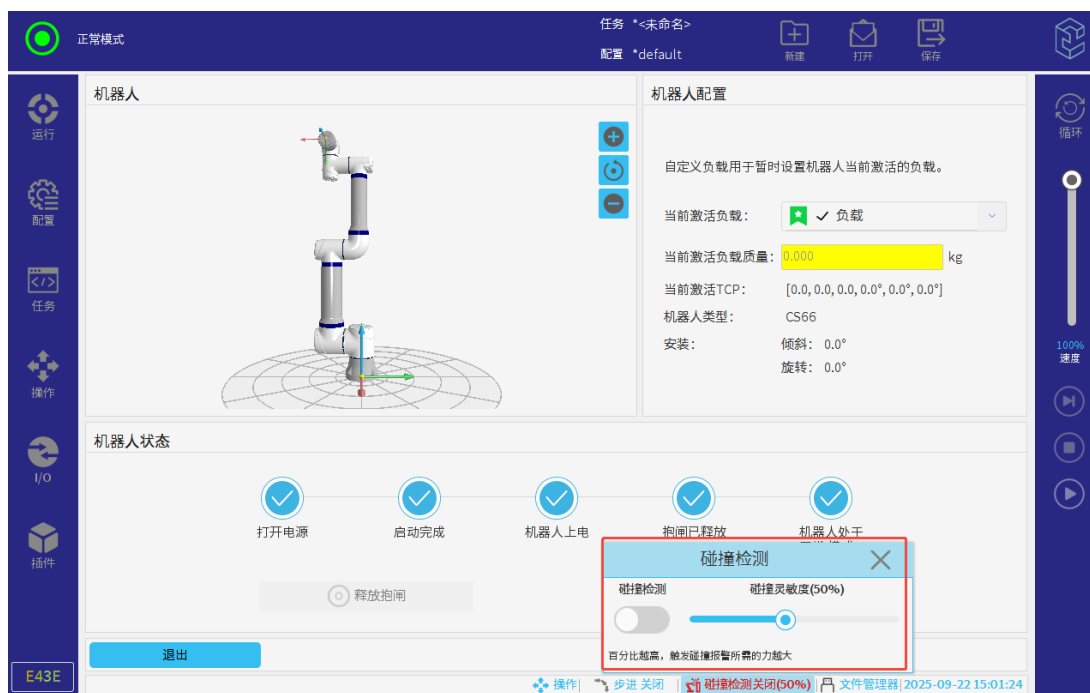 正常模式
任务 *<未命名>
配置 *default
新建
打开
保存
运行
配置
任务
操作
I/O
插件
E43E
机器人
机器人配置
自定义负载用于暂时设置机器人当前激活的负载。
当前激活负载： 负载
当前激活负载质量： 0.000 kg
当前激活TCP： [0.0, 0.0, 0.0, 0.0°, 0.0°, 0.0°]
机器人类型： CS66
安装： 倾斜： 0.0°
旋转： 0.0°
机器人状态
打开电源
启动完成
机器人上电
抱闸已释放
机器人处于
释放抱闸
碰撞检测
碰撞检测 碰撞灵敏度(50%)
百分比越高，触发碰撞报警所需的力越大
退出
操作| 步进 关闭 | 碰撞检测关闭(50%) | 文件管理器| 2025-09-22 15:01:24
循环
100%
速度